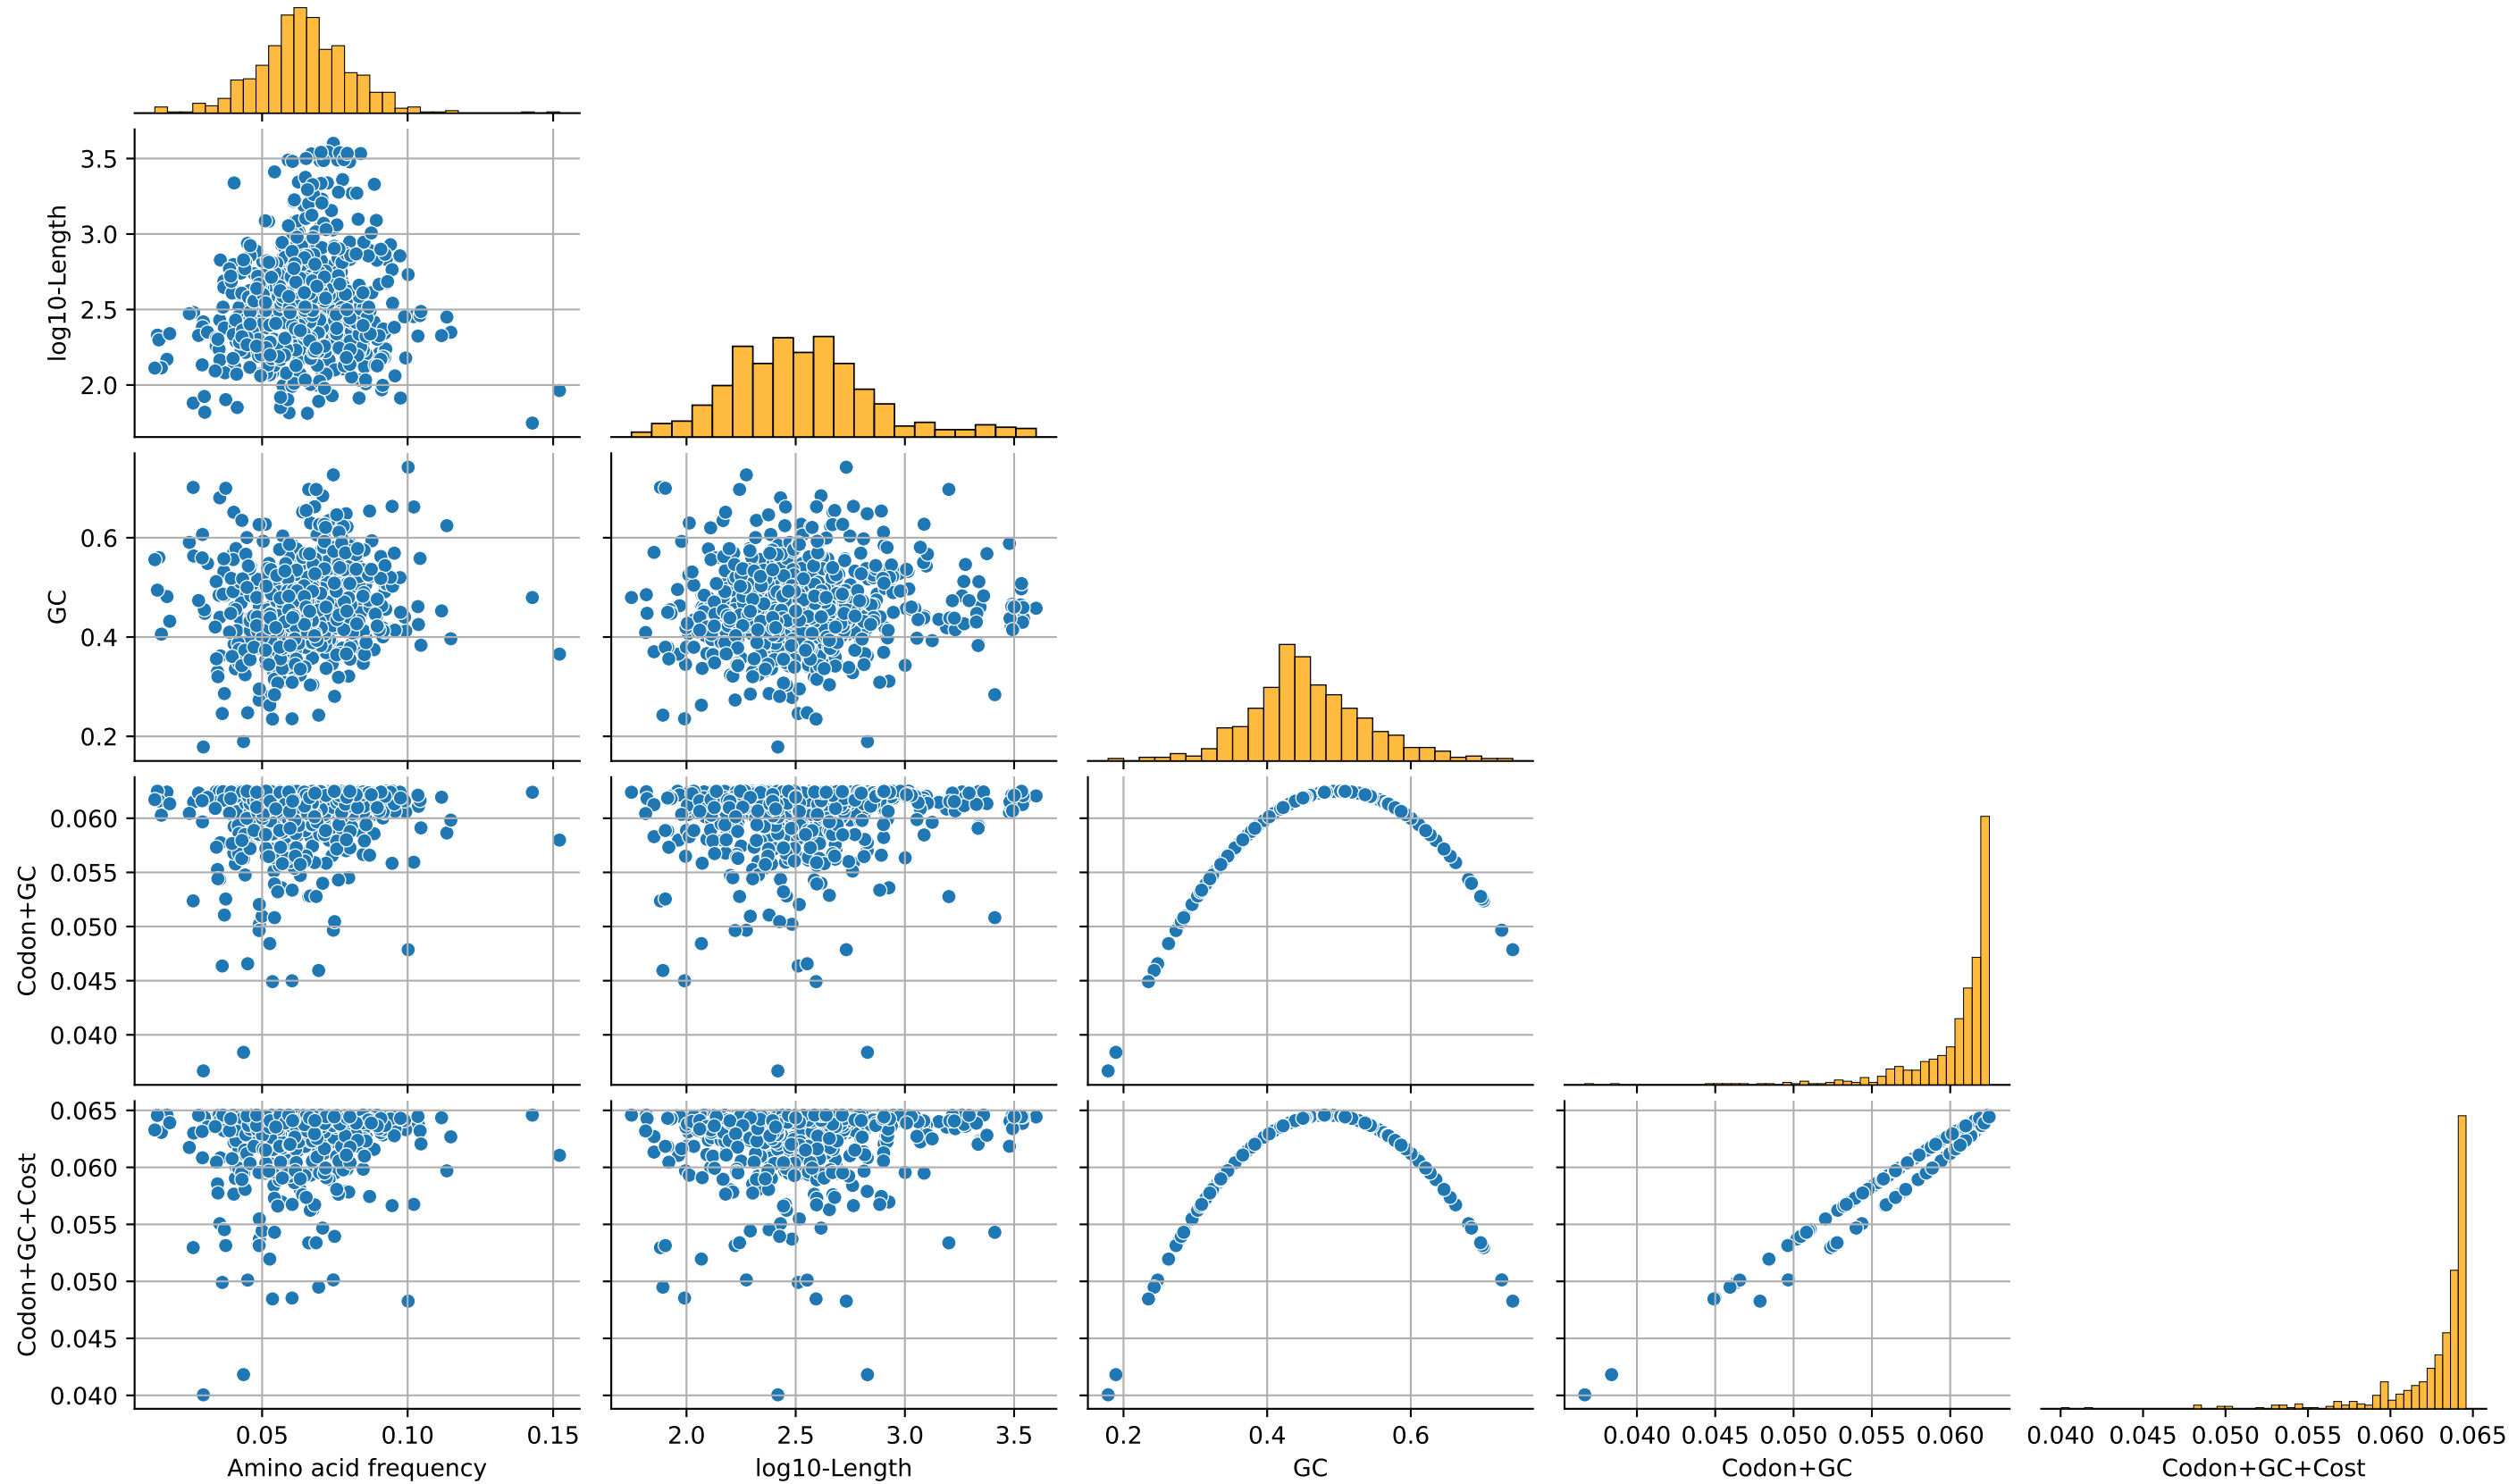 3.5
3.0
2.5
2.0
log10-Length
0.6
0.4
0.2
GC
0.060
0.055
0.050
0.045
0.040
Codon+GC
0.065
0.060
0.055
0.050
0.045
0.040
Codon+GC+Cost
0.05 0.10 0.15
Amino acid frequency
2.0 2.5 3.0 3.5
log10-Length
0.2 0.4 0.6
GC
0.040 0.045 0.050 0.055 0.060
Codon+GC
0.040 0.045 0.050 0.055 0.060 0.065
Codon+GC+Cost